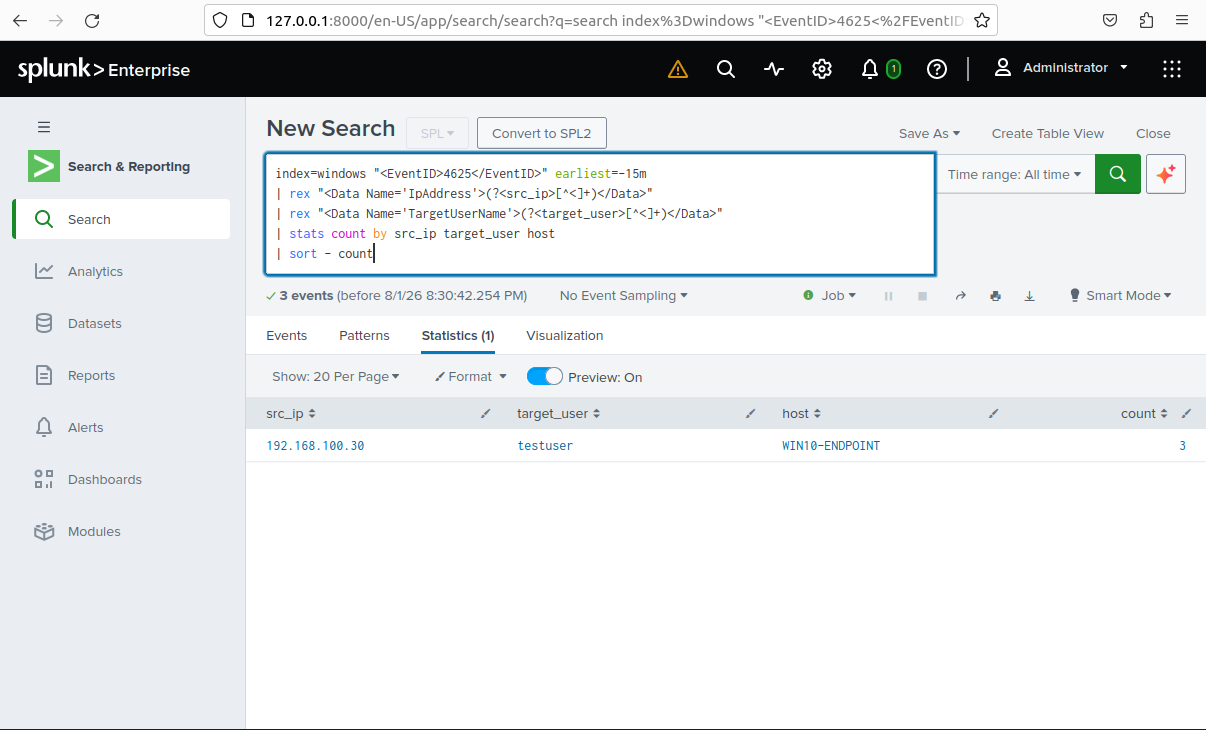 127.0.0.1:8000/en-US/app/search/search?q=search index%3Dwindows "<EventID>4625<%2FEventID
splunk>Enterprise
1
Administrator
New Search
SPL
Convert to SPL2
Save As
Create Table View
Close
Search & Reporting
Search
Analytics
Datasets
Reports
Alerts
Dashboards
Modules
index=windows "<EventID>4625</EventID>" earliest=-15m
| rex "<Data Name='IpAddress'>(?<src_ip>[^<]+)</Data>"
| rex "<Data Name='TargetUserName'>(?<target_user>[^<]+)</Data>"
| stats count by src_ip target_user host
| sort - count
Time range: All time
3 events (before 8/1/26 8:30:42.254 PM)
No Event Sampling
Job
Smart Mode
Events
Patterns
Statistics (1)
Visualization
Show: 20 Per Page
Format
Preview: On
src_ip
target_user
host
count
192.168.100.30
testuser
WIN10-ENDPOINT
3